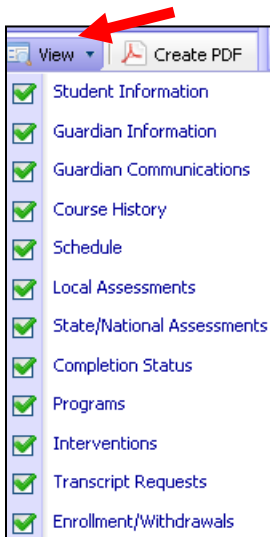 View Create PDF
Student Information
Guardian Information
Guardian Communications
Course History
Schedule
Local Assessments
State/National Assessments
Completion Status
Programs
Interventions
Transcript Requests
Enrollment/Withdrawals